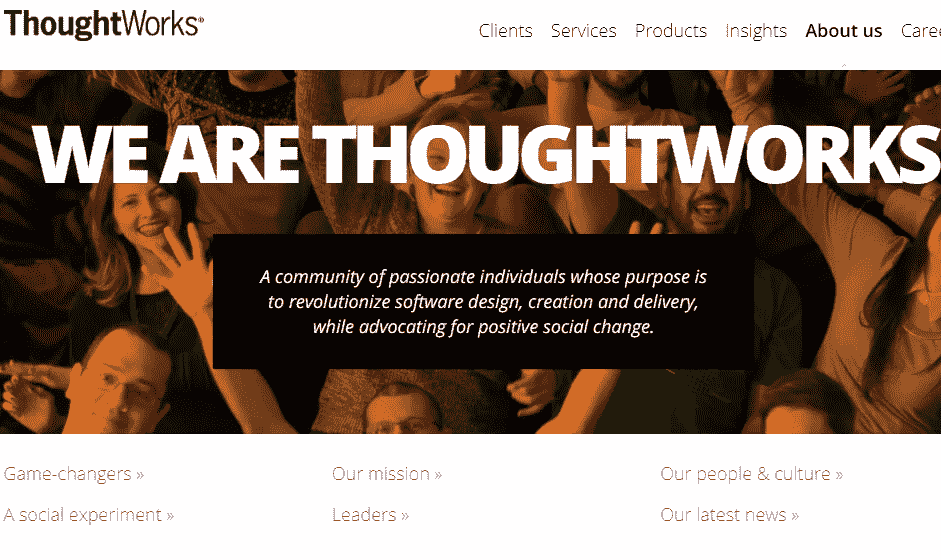 ThoughtWorks®
Clients Services Products Insights About us Caree
WE ARE THOUGHTWORKS
A community of passionate individuals whose purpose is
to revolutionize software design, creation and delivery,
while advocating for positive social change.
Game-changers » Our mission » Our people & culture »
A social experiment » Leaders » Our latest news »